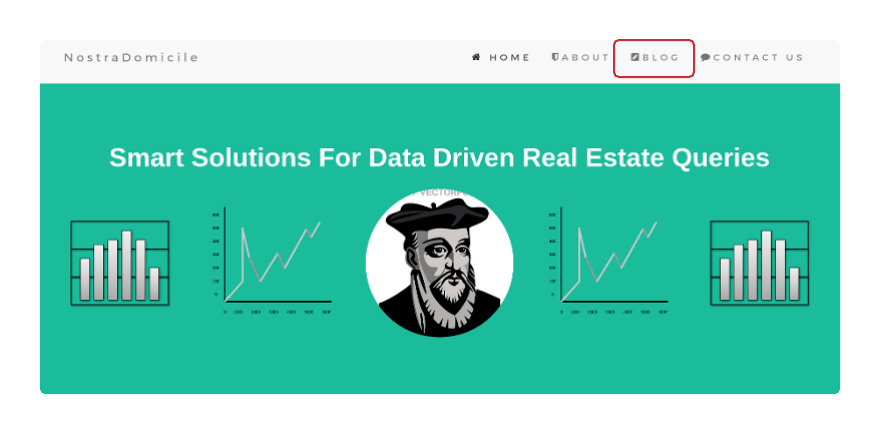 NostraDomicile
HOME
ABOUT
BLOG
CONTACT US
Smart Solutions For Data Driven Real Estate Queries